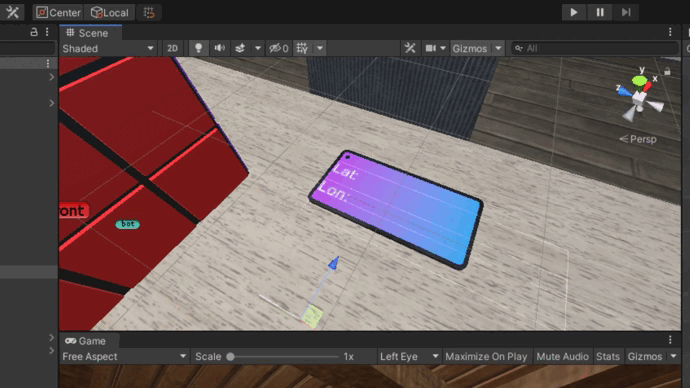 Center Local
Scene
Shaded 2D 0 Gizmos All
y
x
z
Persp
Lat:
Lon:
ont
bot
Game
Free Aspect Scale 1x Left Eye Maximize On Play Mute Audio Stats Gizmos